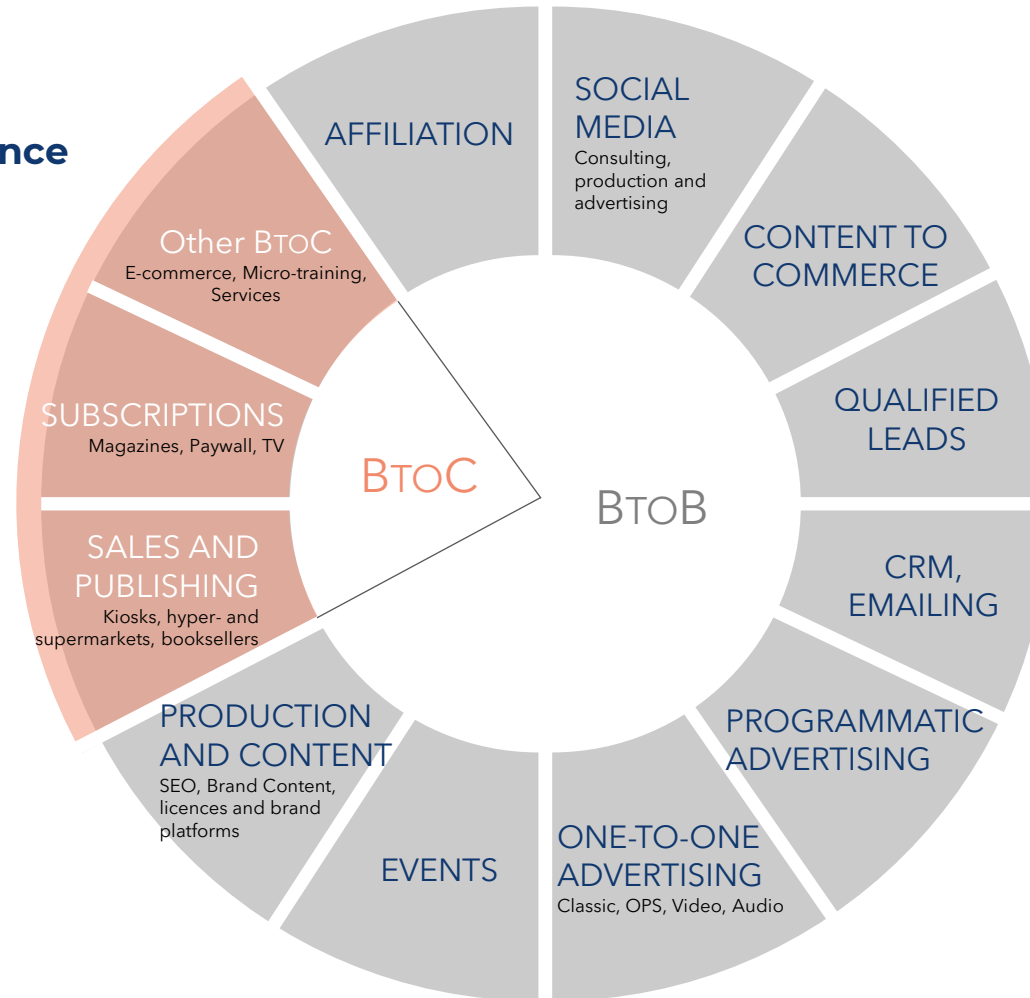 nce
AFFILIATION
SOCIAL
MEDIA
Consulting,
production and
advertising
CONTENT TO
COMMERCE
QUALIFIED
LEADS
CRM,
EMAILING
PROGRAMMATIC
ADVERTISING
ONE-TO-ONE
ADVERTISING
Classic, OPS, Video, Audio
EVENTS
PRODUCTION
AND CONTENT
SEO, Brand Content,
licences and brand
platforms
SALES AND
PUBLISHING
Kiosks, hyper- and
supermarkets, booksellers
SUBSCRIPTIONS
Magazines, Paywall, TV
Other BTOC
E-commerce, Micro-training,
Services
BTOC
BTOB